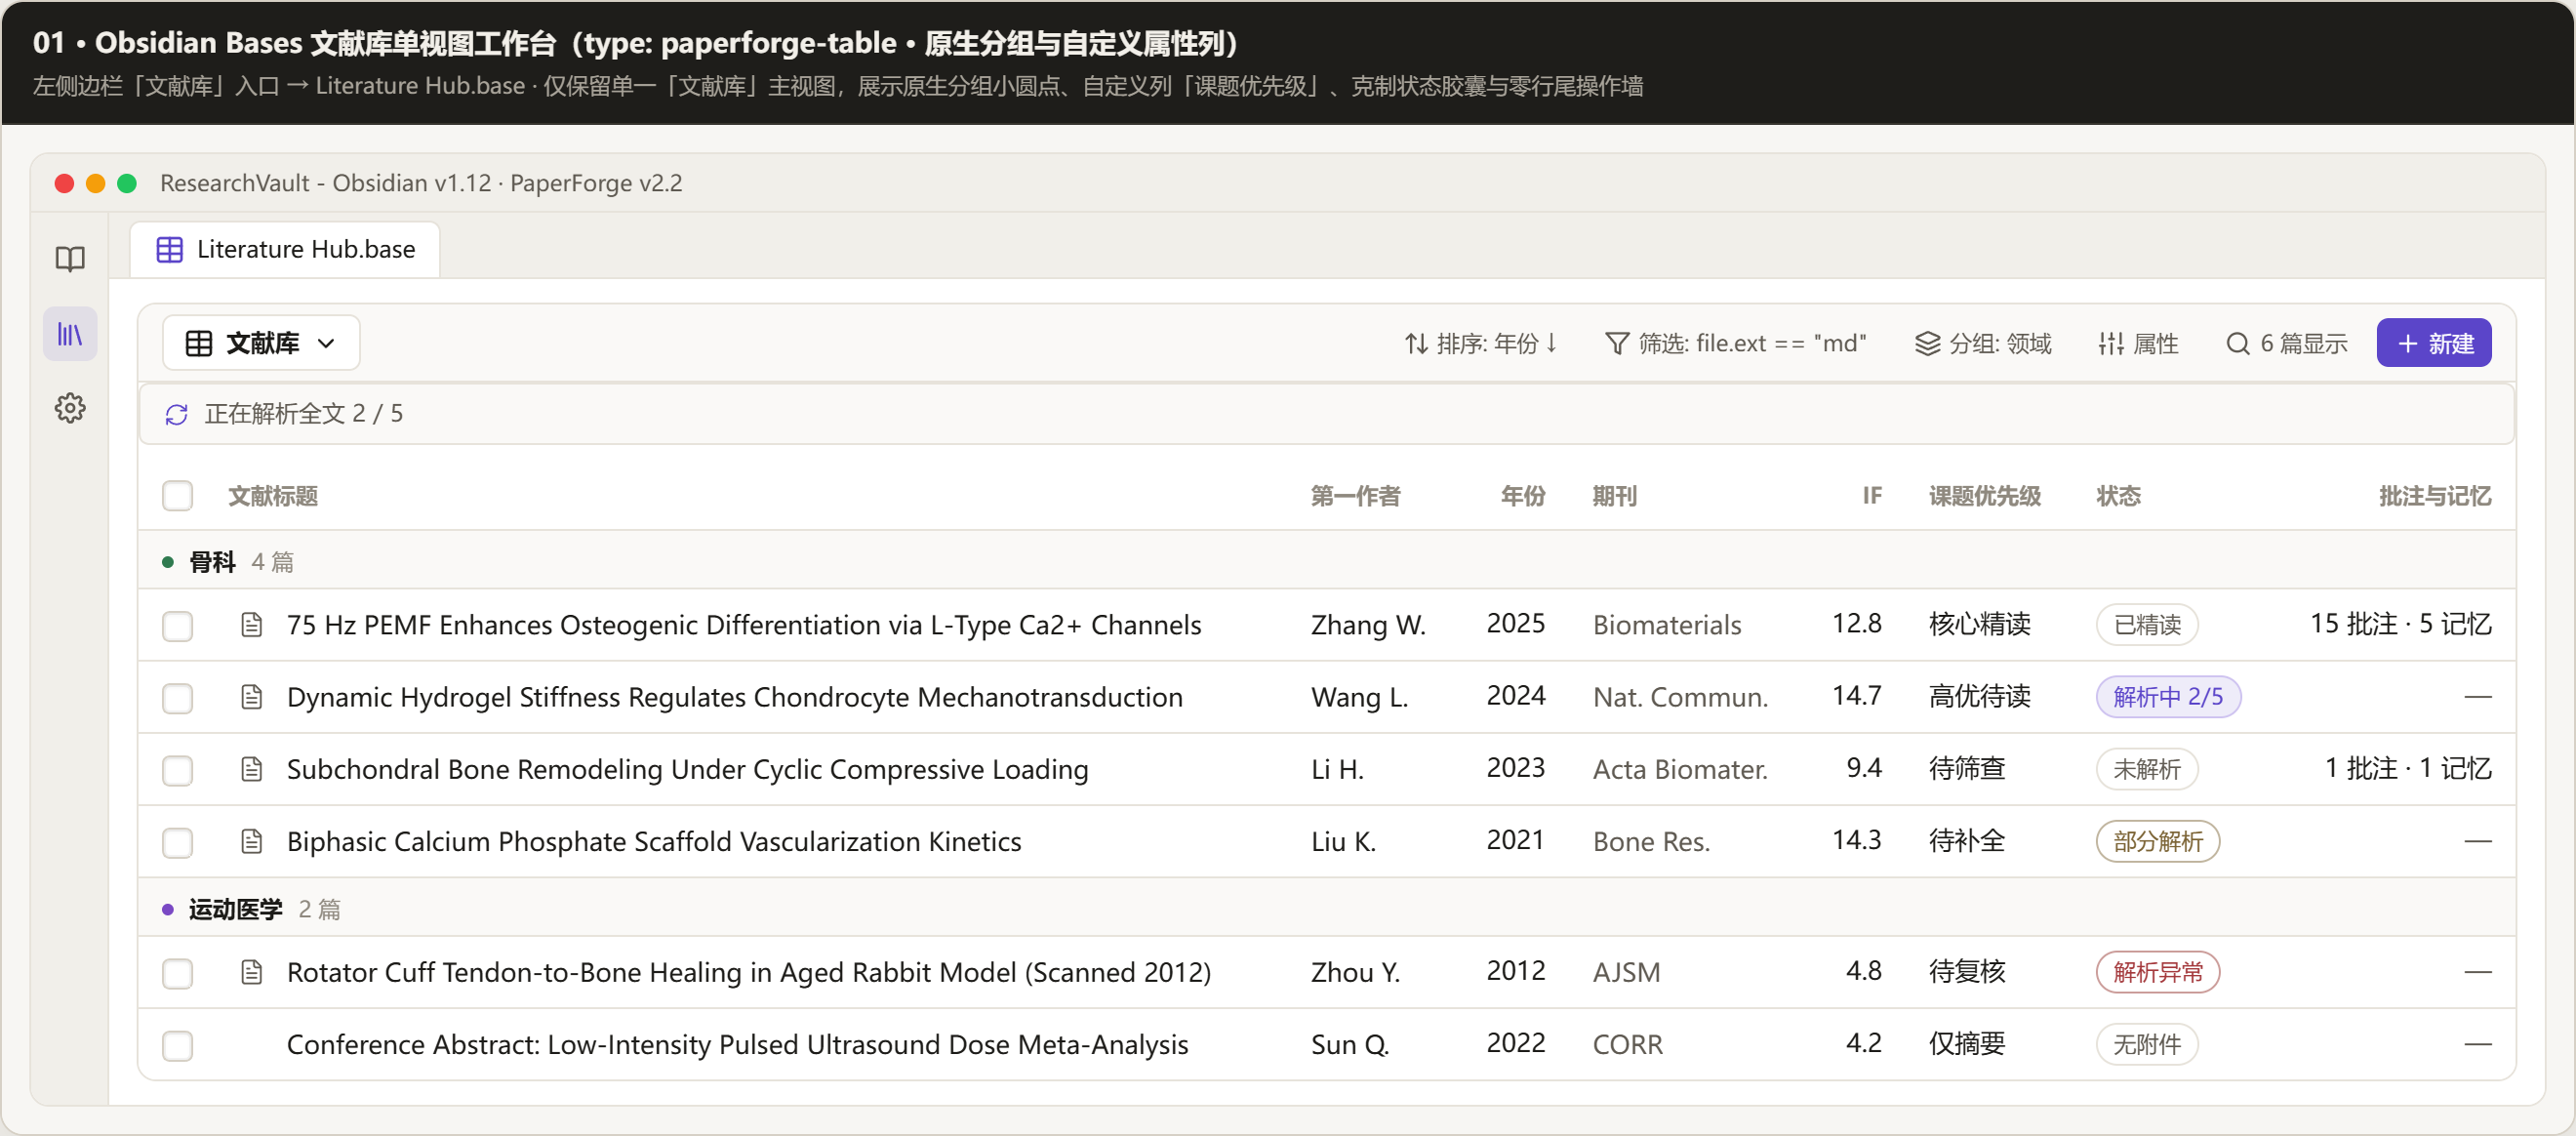 01 • Obsidian Bases 文献库单视图工作台（type: paperforge-table • 原生分组与自定义属性列）
左侧边栏「文献库」入口 → Literature Hub.base · 仅保留单一「文献库」主视图，展示原生分组小圆点、自定义列「课题优先级」、克制状态胶囊与零行尾操作墙
ResearchVault - Obsidian v1.12 · PaperForge v2.2
Literature Hub.base
文献库 排序: 年份↓ 筛选: file.ext == "md" 分组: 领域 属性 6 篇显示 + 新建
正在解析全文 2 / 5
文献标题 第一作者 年份 期刊 IF 课题优先级 状态 批注与记忆
骨科 4 篇
75 Hz PEMF Enhances Osteogenic Differentiation via L-Type Ca2+ Channels Zhang W. 2025 Biomaterials 12.8 核心精读 已精读 15 批注 · 5 记忆
Dynamic Hydrogel Stiffness Regulates Chondrocyte Mechanotransduction Wang L. 2024 Nat. Commun. 14.7 高优待读 解析中 2/5 —
Subchondral Bone Remodeling Under Cyclic Compressive Loading Li H. 2023 Acta Biomater. 9.4 待筛查 未解析 1 批注 · 1 记忆
Biphasic Calcium Phosphate Scaffold Vascularization Kinetics Liu K. 2021 Bone Res. 14.3 待补全 部分解析 —
运动医学 2 篇
Rotator Cuff Tendon-to-Bone Healing in Aged Rabbit Model (Scanned 2012) Zhou Y. 2012 AJSM 4.8 待复核 解析异常 —
Conference Abstract: Low-Intensity Pulsed Ultrasound Dose Meta-Analysis Sun Q. 2022 CORR 4.2 仅摘要 无附件 —